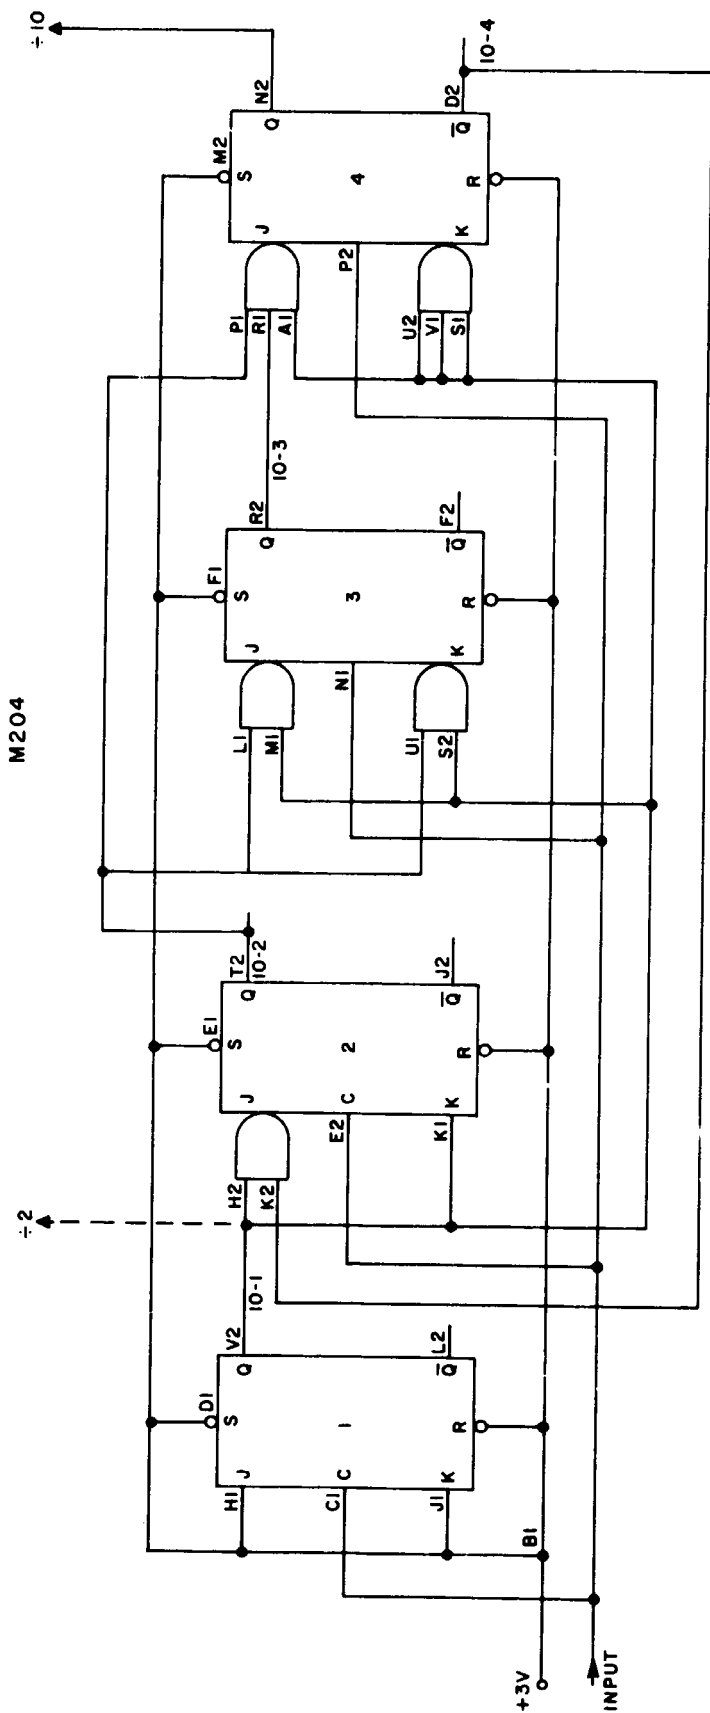 M204
÷2
÷10
D1
S
H1
J
V2
Q
10-1
C1
C
1
J1
K
R
Q̅
L2
B1
+3V
INPUT
E1
S
H2
K2
J
T2
Q
10-2
E2
C
2
K1
K
R
Q̅
J2
F1
S
L1
M1
J
R2
Q
10-3
N1
3
U1
S2
K
R
Q̅
F2
M2
S
P1
R1
A1
J
N2
Q
P2
4
U2
V1
S1
K
R
Q̅
D2
10-4